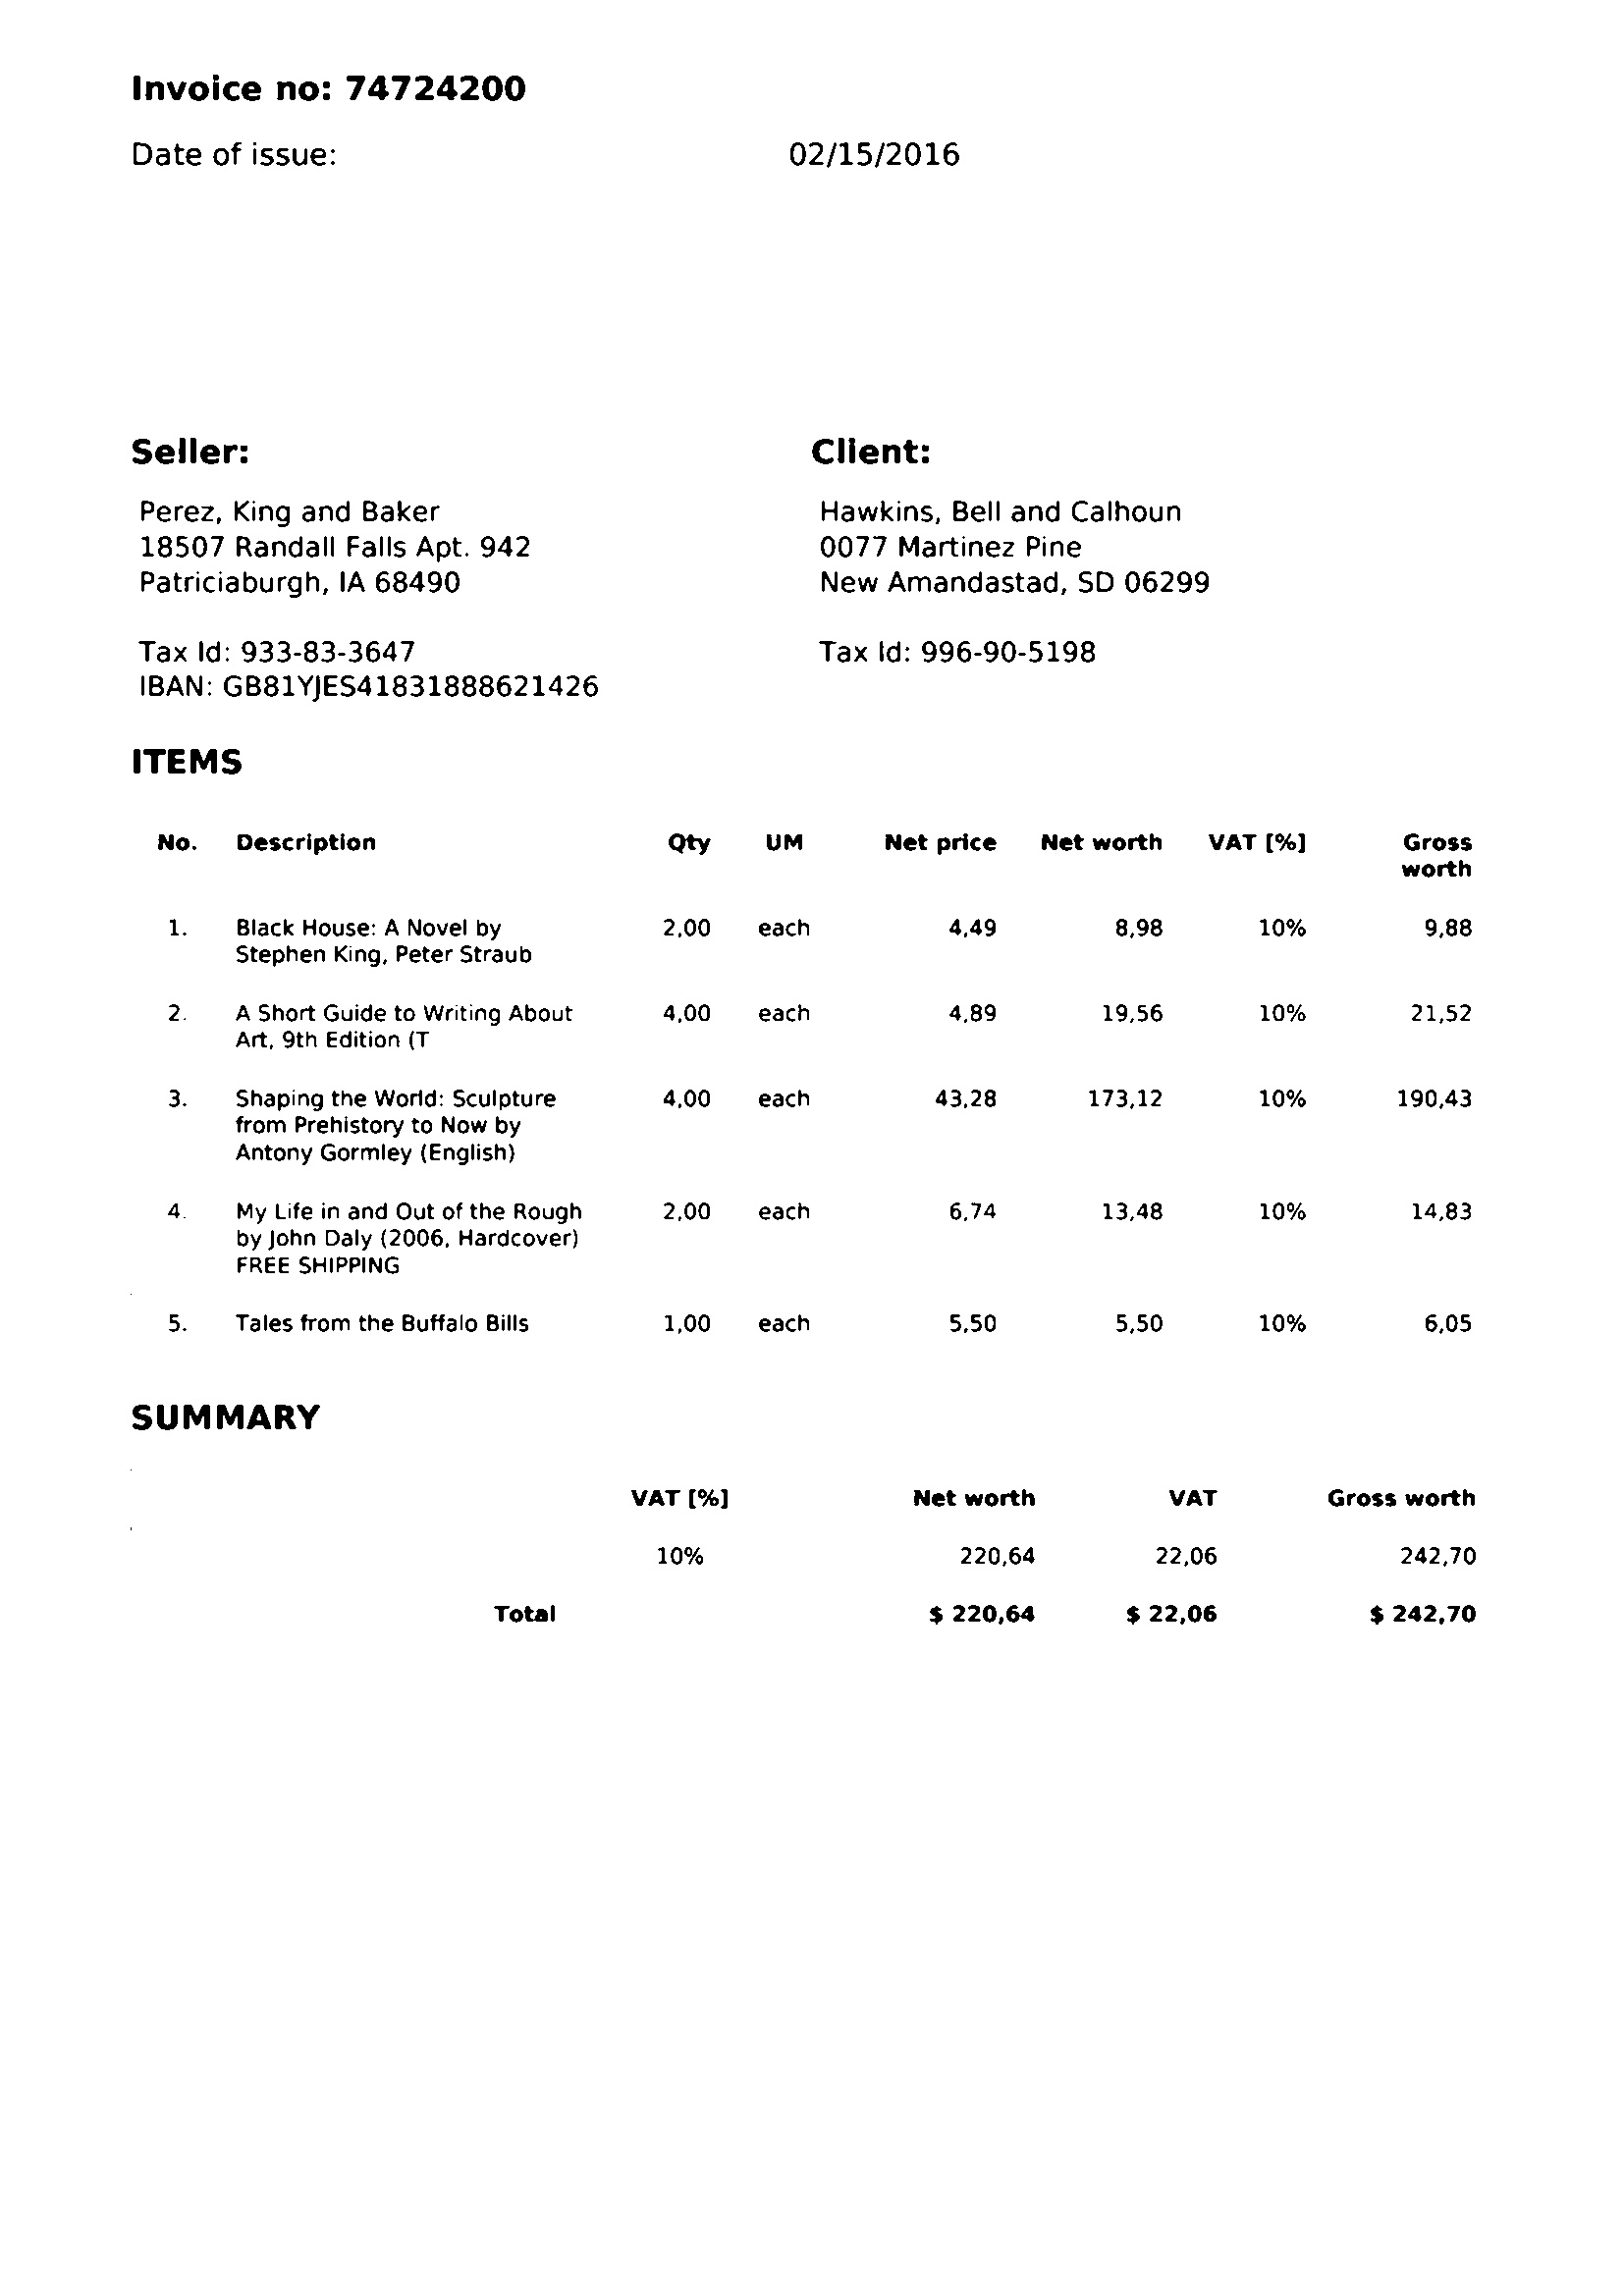 Invoice no: 74724200
Date of issue: 02/15/2016
Seller: Client:
Perez, King and Baker Hawkins, Bell and Calhoun
18507 Randall Falls Apt. 942 0077 Martinez Pine
Patriciaburgh, IA 68490 New Amandastad, SD 06299
Tax Id: 933-83-3647 Tax Id: 996-90-5198
IBAN: GB81YJES41831888621426
ITEMS
No. Description Qty UM Net price Net worth VAT [%] Gross
worth
1. Black House: A Novel by 2,00 each 4,49 8,98 10% 9,88
Stephen King, Peter Straub
2. A Short Guide to Writing About 4,00 each 4,89 19,56 10% 21,52
Art, 9th Edition (T
3. Shaping the World: Sculpture 4,00 each 43,28 173,12 10% 190,43
from Prehistory to Now by
Antony Gormley (English)
4. My Life in and Out of the Rough 2,00 each 6,74 13,48 10% 14,83
by John Daly (2006, Hardcover)
FREE SHIPPING
5. Tales from the Buffalo Bills 1,00 each 5,50 5,50 10% 6,05
SUMMARY
VAT [%] Net worth VAT Gross worth
10% 220,64 22,06 242,70
Total $ 220,64 $ 22,06 $ 242,70